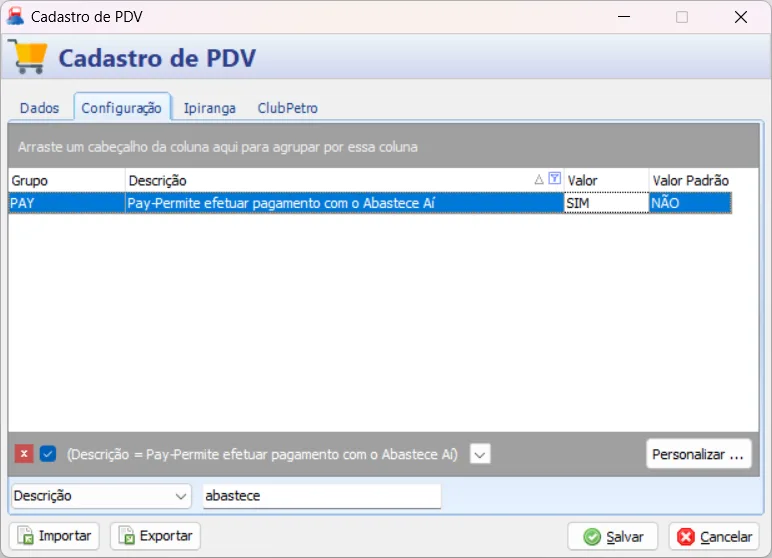 Cadastro de PDV
Cadastro de PDV
Dados Configuração Ipiranga ClubPetro
Arraste um cabeçalho da coluna aqui para agrupar por essa coluna
Grupo Descrição Valor Valor Padrão
PAY Pay-Permite efetuar pagamento com o Abastece Aí SIM NÃO
(Descrição = Pay-Permite efetuar pagamento com o Abastece Aí) Personalizar ...
Descrição abastece
Importar Exportar Salvar Cancelar